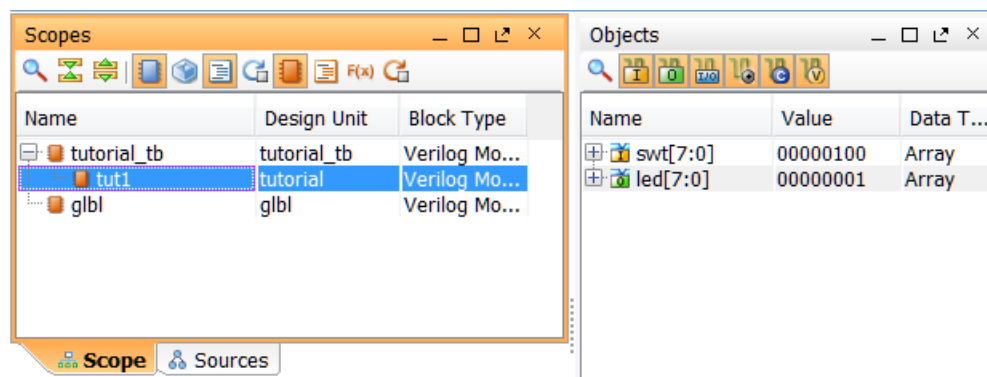 Scopes
F(x)
Name Design Unit Block Type
tutorial_tb tutorial_tb Verilog Mo...
tut1 tutorial Verilog Mo...
glbl glbl Verilog Mo...
Scope Sources
Objects
I O I/O C V
Name Value Data T...
swt[7:0] 00000100 Array
led[7:0] 00000001 Array